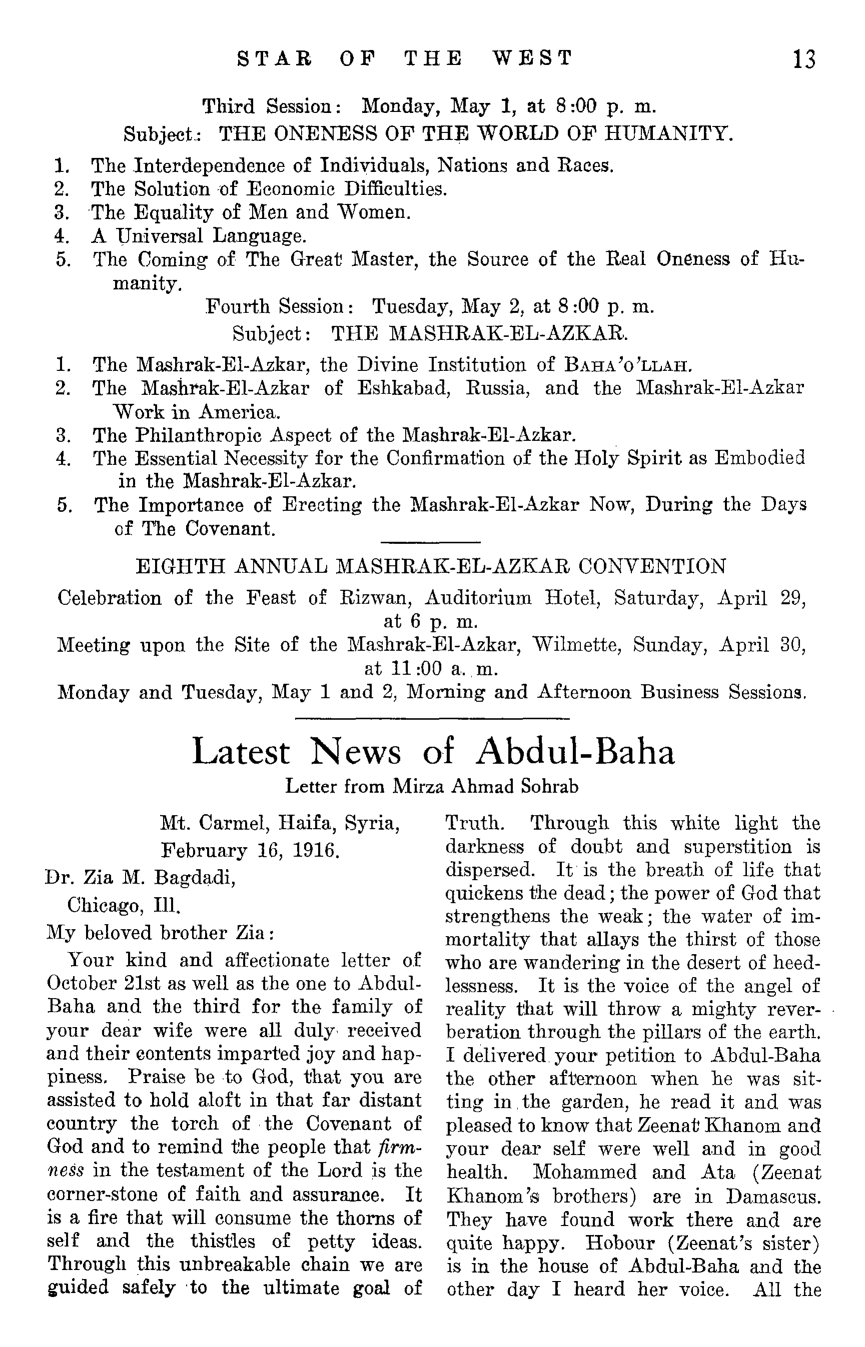 STAR OF THE WEST 13
Third Session: Monday, May 1, at 8:00 p. m.
Subject: THE ONENESS OF THE WORLD OF HUMANITY.
1. The Interdependence of Individuals, Nations and Races.
2. The Solution of Economic Difficulties.
3. The Equality of Men and Women.
4. A Universal Language.
5. The Coming of The Great Master, the Source of the Real Oneness of Hu-
manity.
Fourth Session: Tuesday, May 2, at 8:00 p. m.
Subject: THE MASHRAK-EL-AZKAR.
1. The Mashrak-El-Azkar, the Divine Institution of BAHA'O'LLAH.
2. The Mashrak-El-Azkar of Eshkabad, Russia, and the Mashrak-El-Azkar
Work in America.
3. The Philanthropic Aspect of the Mashrak-El-Azkar.
4. The Essential Necessity for the Confirmation of the Holy Spirit as Embodied
in the Mashrak-El-Azkar.
5. The Importance of Erecting the Mashrak-El-Azkar Now, During the Days
of The Covenant.
EIGHTH ANNUAL MASHRAK-EL-AZKAR CONVENTION
Celebration of the Feast of Rizwan, Auditorium Hotel, Saturday, April 29,
at 6 p. m.
Meeting upon the Site of the Mashrak-El-Azkar, Wilmette, Sunday, April 30,
at 11:00 a. m.
Monday and Tuesday, May 1 and 2, Morning and Afternoon Business Sessions.
Latest News of Abdul-Baha
Letter from Mirza Ahmad Sohrab
Mt. Carmel, Haifa, Syria,
February 16, 1916.
Dr. Zia M. Bagdadi,
Chicago, Ill.
My beloved brother Zia:
Your kind and affectionate letter of
October 21st as well as the one to Abdul-
Baha and the third for the family of
your dear wife were all duly received
and their contents imparted joy and hap-
piness. Praise be to God, that you are
assisted to hold aloft in that far distant
country the torch of the Covenant of
God and to remind the people that firm-
ness in the testament of the Lord is the
corner-stone of faith and assurance. It
is a fire that will consume the thorns of
self and the thistles of petty ideas.
Through this unbreakable chain we are
guided safely to the ultimate goal of
Truth. Through this white light the
darkness of doubt and superstition is
dispersed. It is the breath of life that
quickens the dead; the power of God that
strengthens the weak; the water of im-
mortality that allays the thirst of those
who are wandering in the desert of heed-
lessness. It is the voice of the angel of
reality that will throw a mighty rever-
beration through the pillars of the earth.
I delivered your petition to Abdul-Baha
the other afternoon when he was sit-
ting in the garden, he read it and was
pleased to know that Zeenat Khanom and
your dear self were well and in good
health. Mohammed and Ata (Zeenat
Khanom's brothers) are in Damascus.
They have found work there and are
quite happy. Hobour (Zeenat's sister)
is in the house of Abdul-Baha and the
other day I heard her voice. All the